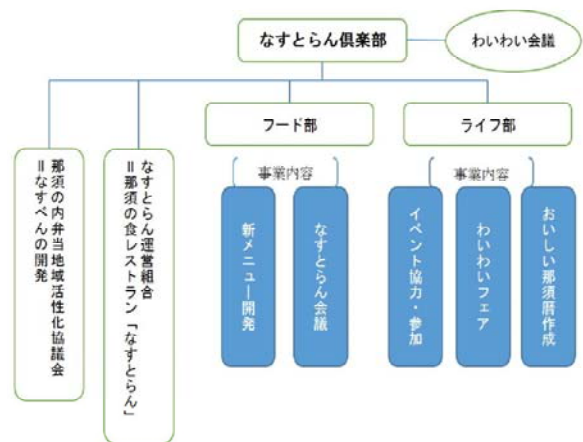 なすとらん倶楽部
わいわい会議
フード部
ライフ部
那須の内弁当地域活性化協議会
＝なすべんの開発
なすとらん運営組合
＝那須の食レストラン「なすとらん」
事業内容
新メニュー開発
なすとらん会議
事業内容
イベント協力・参加
わいわいフェア
おいしい那須暦作成